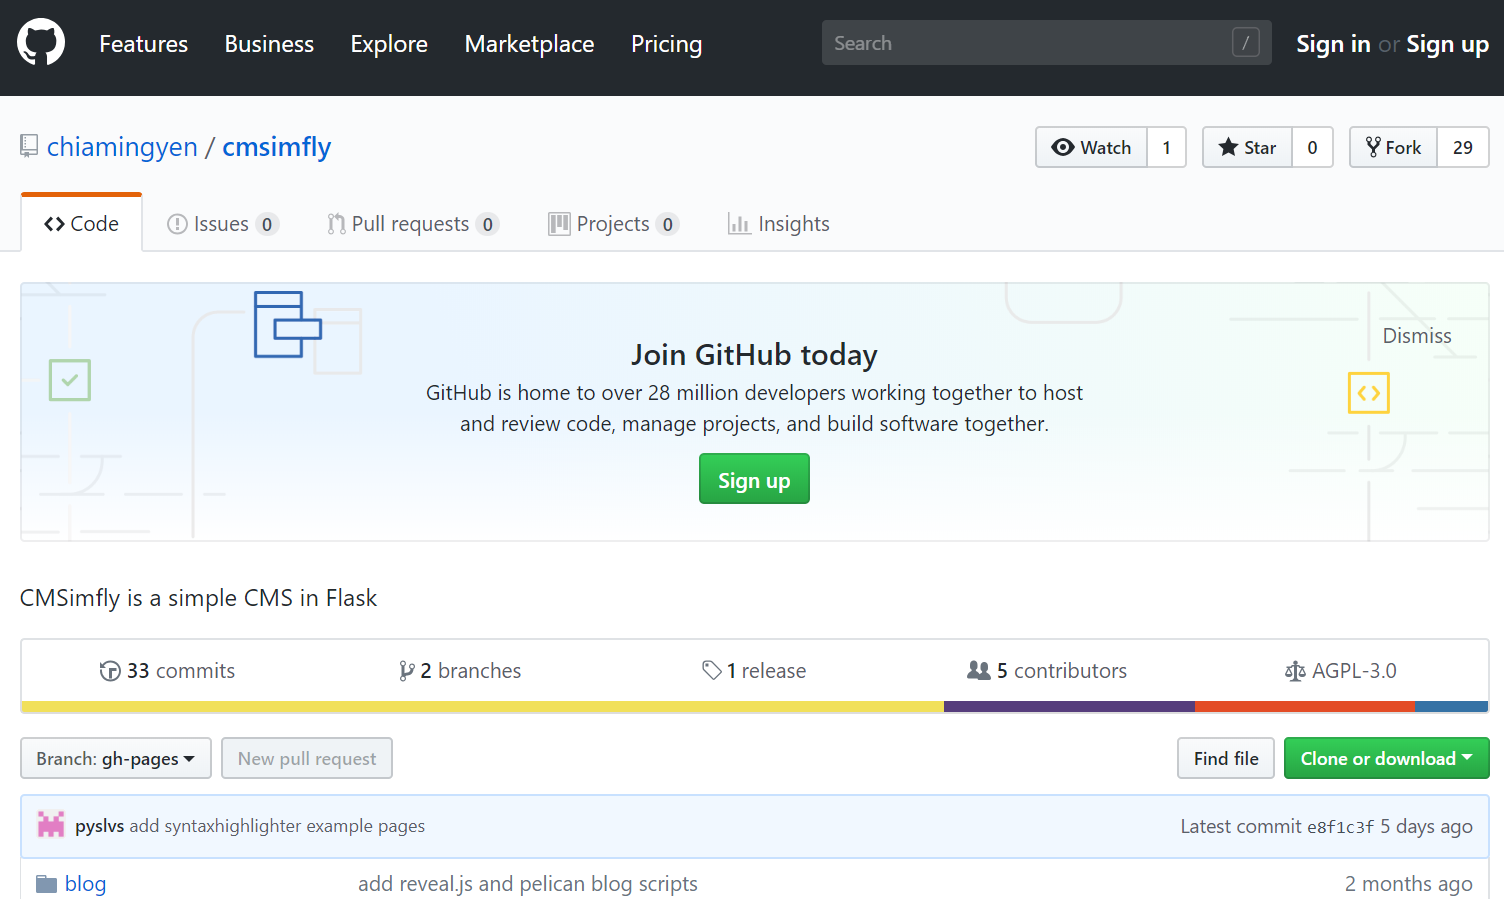 Features Business Explore Marketplace Pricing Search / Sign in or Sign up
chiamingyen / cmsimfly Watch 1 Star 0 Fork 29
Code Issues 0 Pull requests 0 Projects 0 Insights
Dismiss
Join GitHub today
GitHub is home to over 28 million developers working together to host
and review code, manage projects, and build software together.
Sign up
CMSimfly is a simple CMS in Flask
33 commits 2 branches 1 release 5 contributors AGPL-3.0
Branch: gh-pages New pull request Find file Clone or download
pyslvs add syntaxhighlighter example pages Latest commit e8f1c3f 5 days ago
blog add reveal.js and pelican blog scripts 2 months ago